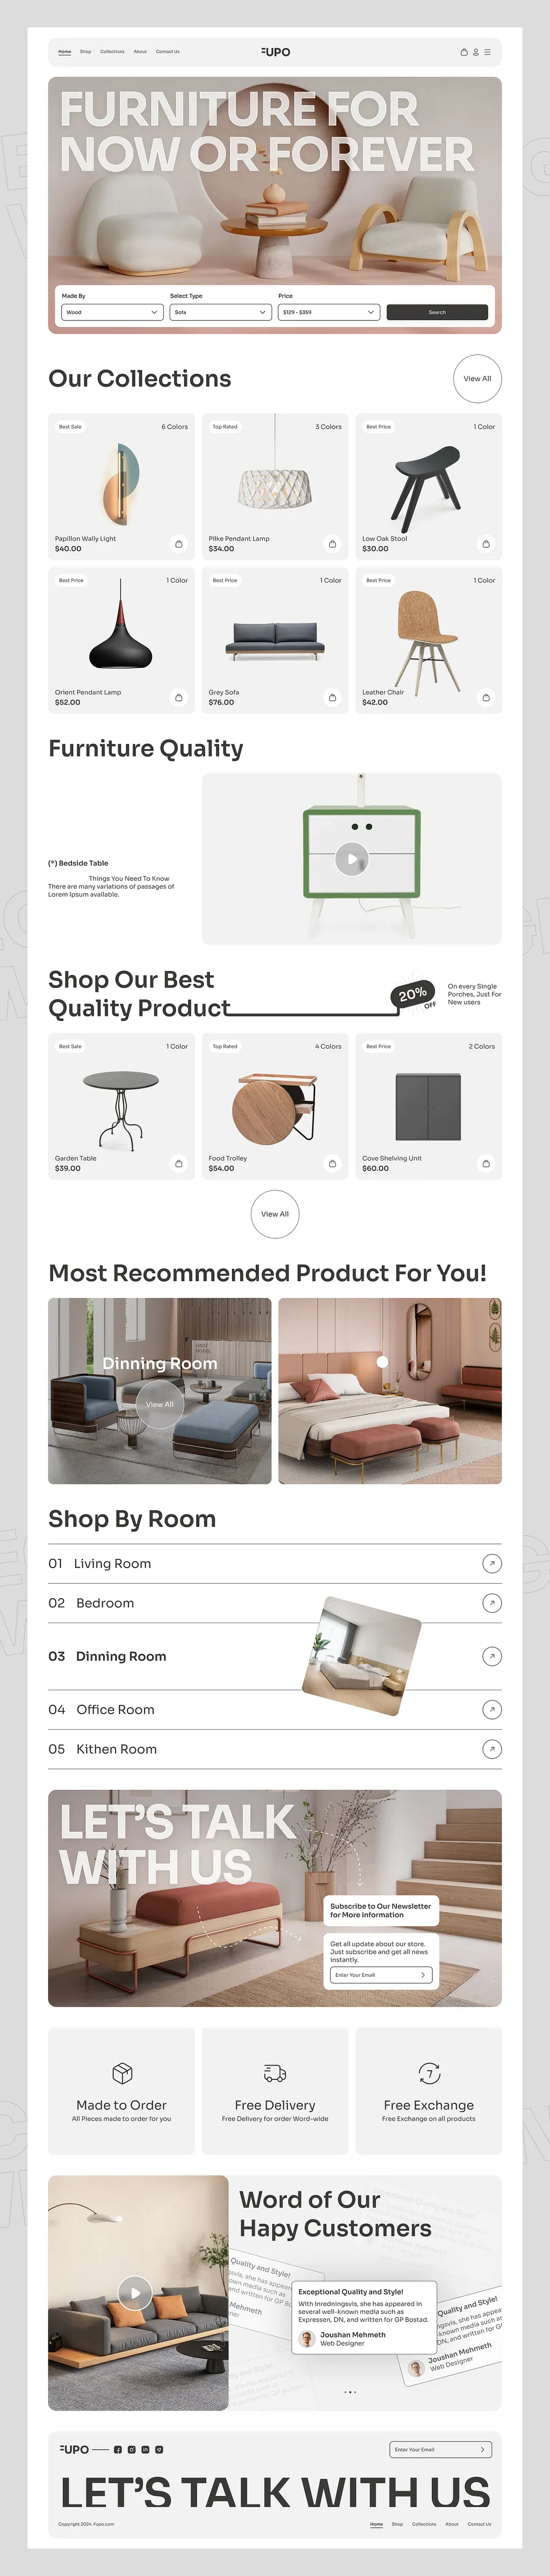 Home Shop Collections About Contact Us
FUPO
FURNITURE FOR
NOW OR FOREVER
Made By
Select Type
Price
Wood
Sofa
$129 - $359
Search
Our Collections
View All
Best Sale
6 Colors
Papillon Wally Light
$40.00
Top Rated
3 Colors
Pilke Pendant Lamp
$34.00
Best Price
1 Color
Low Oak Stool
$30.00
Best Price
1 Color
Orient Pendant Lamp
$52.00
Best Price
1 Color
Grey Sofa
$76.00
Best Price
1 Color
Leather Chair
$42.00
Furniture Quality
(*) Bedside Table
Things You Need To Know
There are many variations of passages of
Lorem Ipsum available.
Shop Our Best
Quality Product
20%
OFF
On every Single
Porches, Just For
New users
Best Sale
1 Color
Garden Table
$39.00
Top Rated
4 Colors
Food Trolley
$54.00
Best Price
2 Colors
Cove Shelving Unit
$60.00
View All
Most Recommended Product For You!
Dinning Room
View All
Shop By Room
01 Living Room
02 Bedroom
03 Dinning Room
04 Office Room
05 Kithen Room
LET'S TALK
WITH US
Subscribe to Our Newsletter
for More Information
Get all update about our store.
Just subscribe and get all news
instantly.
Enter Your Email
Made to Order
All Pieces made to order for you
Free Delivery
Free Delivery for order Word-wide
7
Free Exchange
Free Exchange on all products
Word of Our
Hapy Customers
Quality and Style!
Exceptional Quality and Style!
With Inredningsvis, she has appeared in
several well-known media such as
Expressen, DN, and written for GP Bostad.
Joushan Mehmeth
Web Designer
Quality and Style!
Joushan Mehmeth
Web Designer
FUPO
Enter Your Email
LET'S TALK WITH US
Copyright 2024. Fupo.com
Home Shop Collections About Contact Us